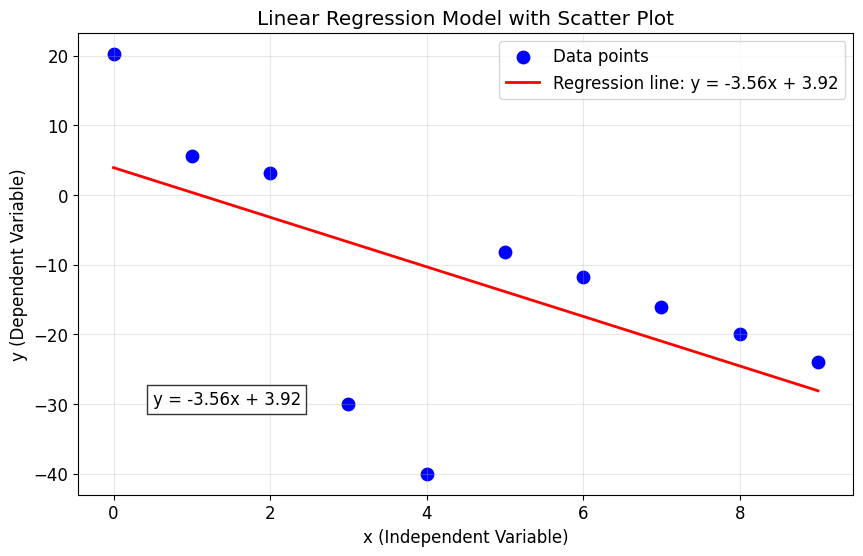 Linear Regression Model with Scatter Plot
Data points
Regression line: y = -3.56x + 3.92
y (Dependent Variable)
20
10
0
−10
−20
−30
−40
y = -3.56x + 3.92
0
2
4
6
8
x (Independent Variable)